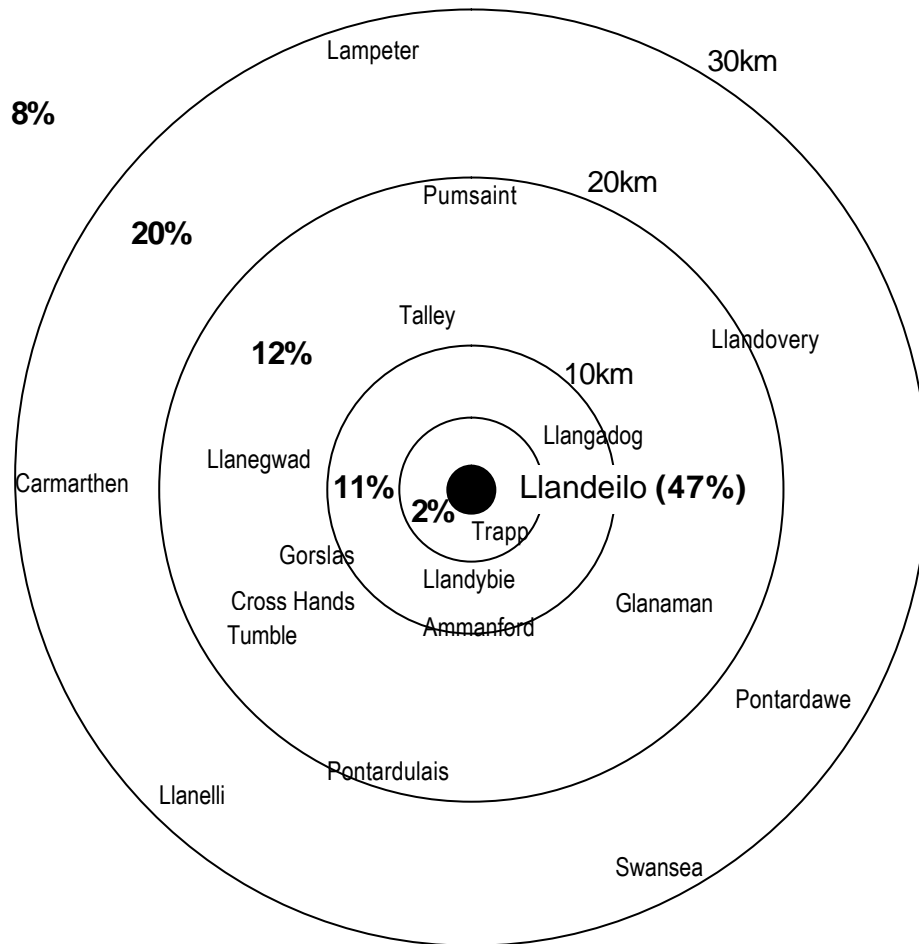 Lampeter
30km
8%
20km
Pumsaint
20%
Talley
Llandovery
12%
10km
Llangadog
Llanegwad
Carmarthen
11%
Llandeilo (47%)
2%
Trapp
Gorslas
Llandybie
Cross Hands
Glanaman
Tumble
Ammanford
Pontardawe
Pontardulais
Llanelli
Swansea